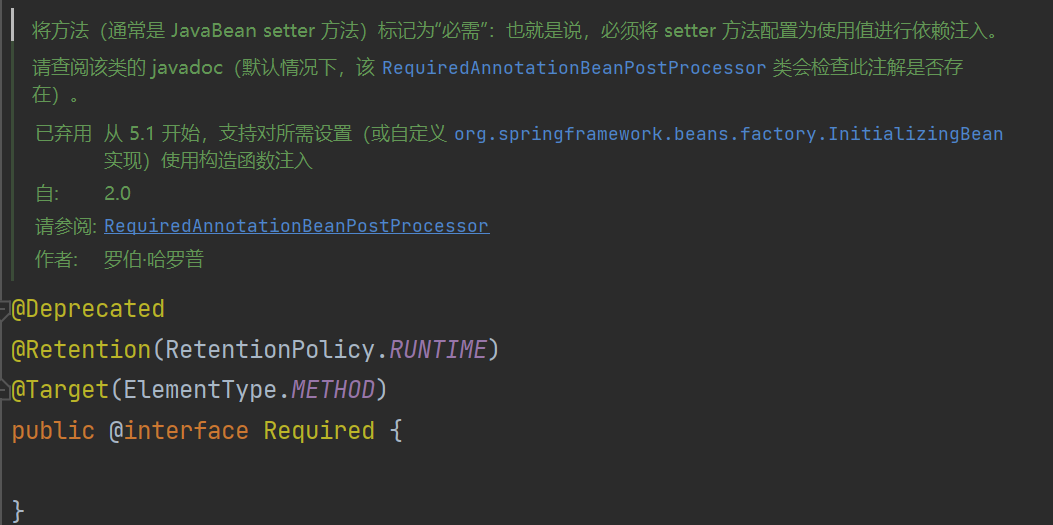 将方法（通常是 JavaBean setter 方法）标记为“必需”：也就是说，必须将 setter 方法配置为使用值进行依赖注入。
请查阅该类的 javadoc（默认情况下，该 RequiredAnnotationBeanPostProcessor 类会检查此注解是否存
在）。
已弃用 从 5.1 开始，支持对所需设置（或自定义 org.springframework.beans.factory.InitializingBean
实现）使用构造函数注入
自: 2.0
请参阅: RequiredAnnotationBeanPostProcessor
作者: 罗伯·哈罗普
@Deprecated
@Retention(RetentionPolicy.RUNTIME)
@Target(ElementType.METHOD)
public @interface Required {
}